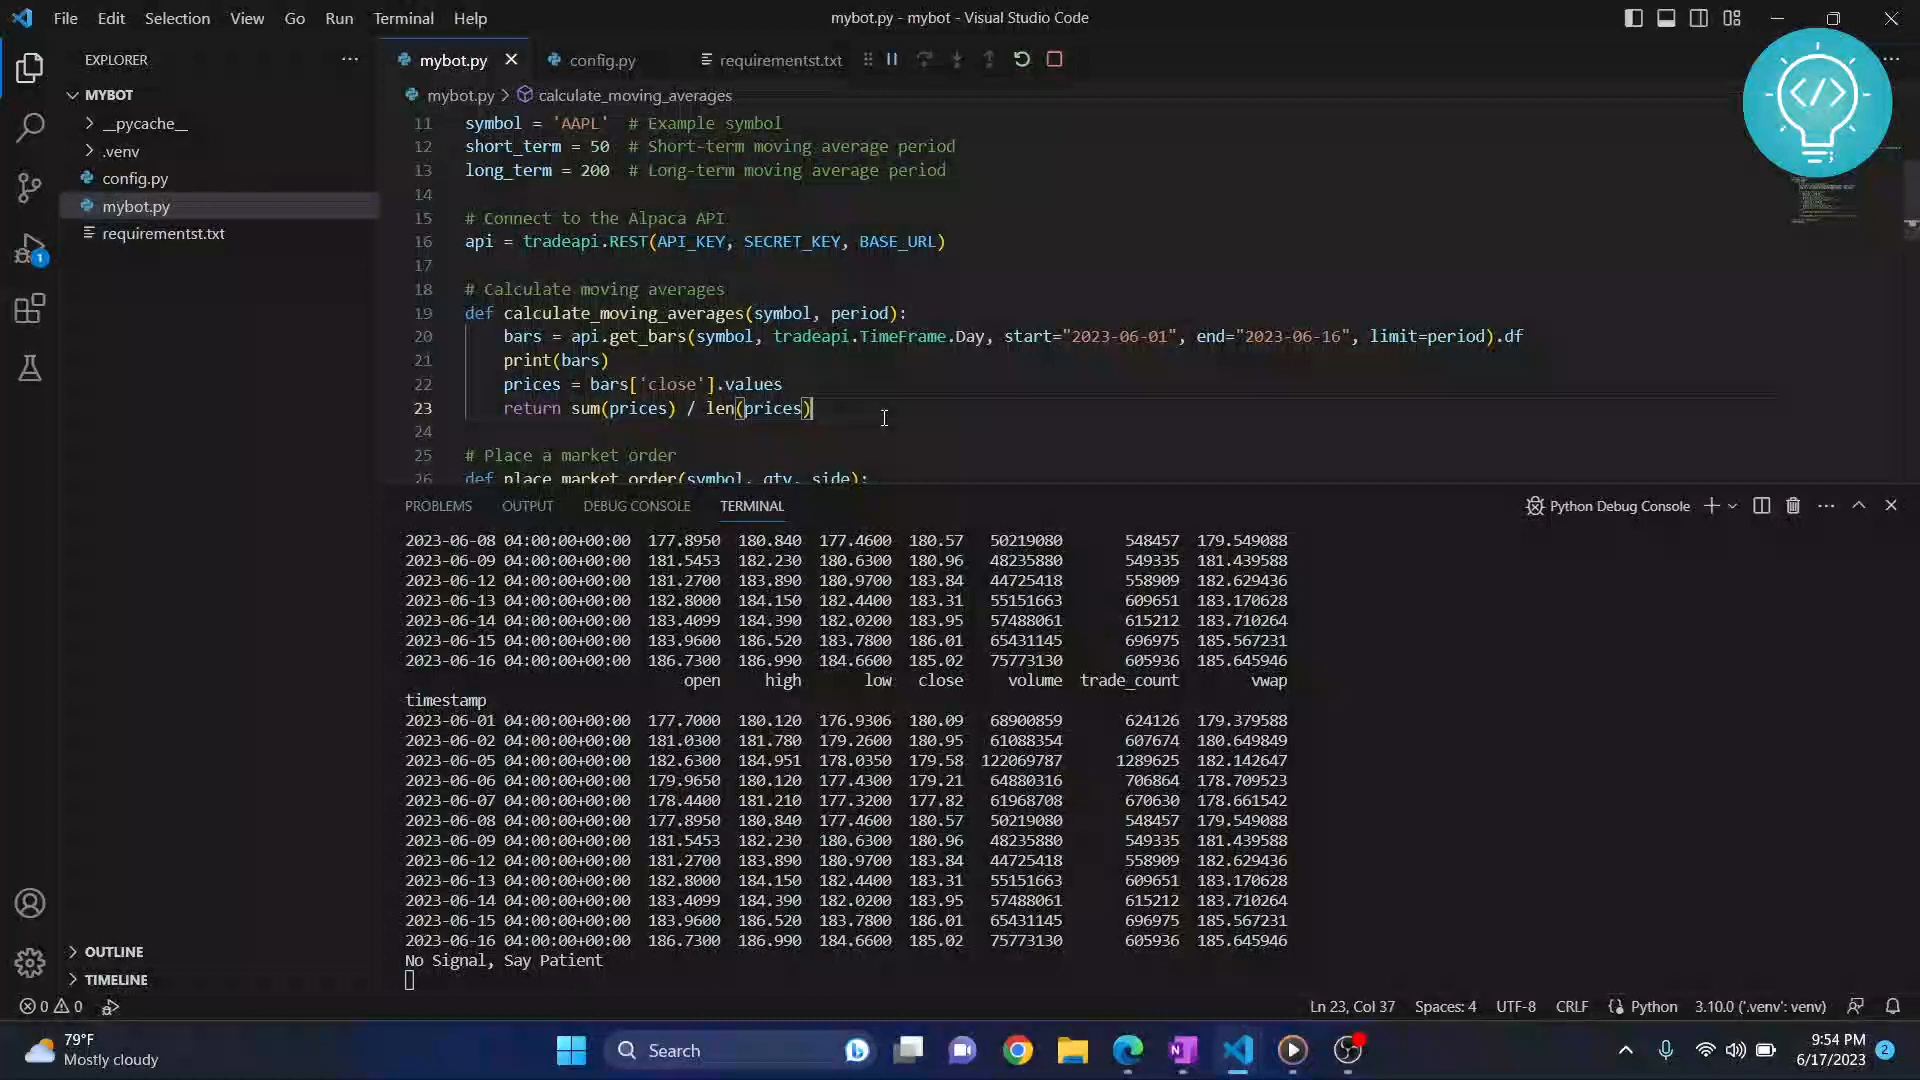 File Edit Selection View Go Run Terminal Help
mybot.py - mybot - Visual Studio Code
EXPLORER
MYBOT
__pycache__
.venv
config.py
mybot.py
requirementst.txt
OUTLINE
TIMELINE
mybot.py config.py requirementst.txt
mybot.py > calculate_moving_averages
11 symbol = 'AAPL' # Example symbol
12 short_term = 50 # Short-term moving average period
13 long_term = 200 # Long-term moving average period
14
15 # Connect to the Alpaca API
16 api = tradeapi.REST(API_KEY, SECRET_KEY, BASE_URL)
17
18 # Calculate moving averages
19 def calculate_moving_averages(symbol, period):
20 bars = api.get_bars(symbol, tradeapi.TimeFrame.Day, start="2023-06-01", end="2023-06-16", limit=period).df
21 print(bars)
22 prices = bars['close'].values
23 return sum(prices) / len(prices)
24
25 # Place a market order
26 def place_market_order(symbol, qty, side):
PROBLEMS OUTPUT DEBUG CONSOLE TERMINAL
Python Debug Console
2023-06-08 04:00:00+00:00 177.8950 180.840 177.4600 180.57 50219080 548457 179.549088
2023-06-09 04:00:00+00:00 181.5453 182.230 180.6300 180.96 48235880 549335 181.439588
2023-06-12 04:00:00+00:00 181.2700 183.890 180.9700 183.84 44725418 558909 182.629436
2023-06-13 04:00:00+00:00 182.8000 184.150 182.4400 183.31 55151663 609651 183.170628
2023-06-14 04:00:00+00:00 183.4099 184.390 182.0200 183.95 57488061 615212 183.710264
2023-06-15 04:00:00+00:00 183.9600 186.520 183.7800 186.01 65431145 696975 185.567231
2023-06-16 04:00:00+00:00 186.7300 186.990 184.6600 185.02 75773130 605936 185.645946
open high low close volume trade_count vwap
timestamp
2023-06-01 04:00:00+00:00 177.7000 180.120 176.9306 180.09 68900859 624126 179.379588
2023-06-02 04:00:00+00:00 181.0300 181.780 179.2600 180.95 61088354 607674 180.649849
2023-06-05 04:00:00+00:00 182.6300 184.951 178.0350 179.58 122069787 1289625 182.142647
2023-06-06 04:00:00+00:00 179.9650 180.120 177.4300 179.21 64880316 706864 178.709523
2023-06-07 04:00:00+00:00 178.4400 181.210 177.3200 177.82 61968708 670630 178.661542
2023-06-08 04:00:00+00:00 177.8950 180.840 177.4600 180.57 50219080 548457 179.549088
2023-06-09 04:00:00+00:00 181.5453 182.230 180.6300 180.96 48235880 549335 181.439588
2023-06-12 04:00:00+00:00 181.2700 183.890 180.9700 183.84 44725418 558909 182.629436
2023-06-13 04:00:00+00:00 182.8000 184.150 182.4400 183.31 55151663 609651 183.170628
2023-06-14 04:00:00+00:00 183.4099 184.390 182.0200 183.95 57488061 615212 183.710264
2023-06-15 04:00:00+00:00 183.9600 186.520 183.7800 186.01 65431145 696975 185.567231
2023-06-16 04:00:00+00:00 186.7300 186.990 184.6600 185.02 75773130 605936 185.645946
No Signal, Say Patient
0 0
Ln 23, Col 37 Spaces: 4 UTF-8 CRLF Python 3.10.0 ('.venv': venv)
79°F
Mostly cloudy
Search
9:54 PM
6/17/2023
2
1